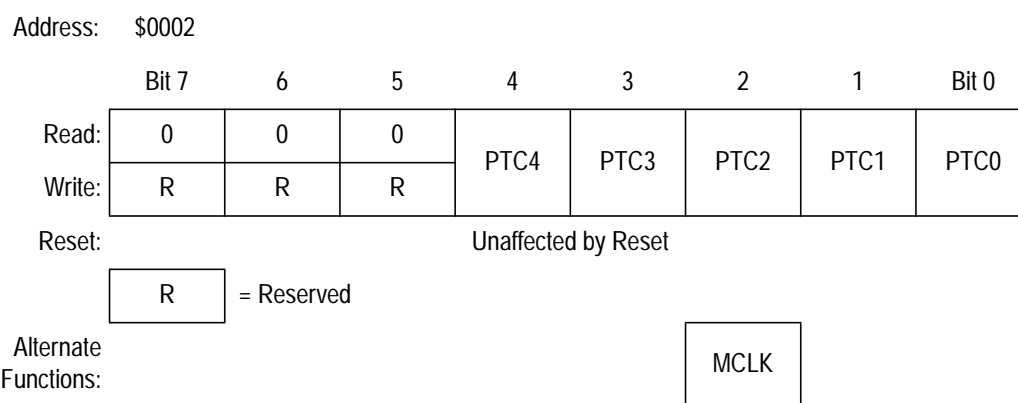 Address: $0002
Bit 7 6 5 4 3 2 1 Bit 0
Read: 0 0 0 PTC4 PTC3 PTC2 PTC1 PTC0
Write: R R R
Reset: Unaffected by Reset
R = Reserved
Alternate
Functions: MCLK